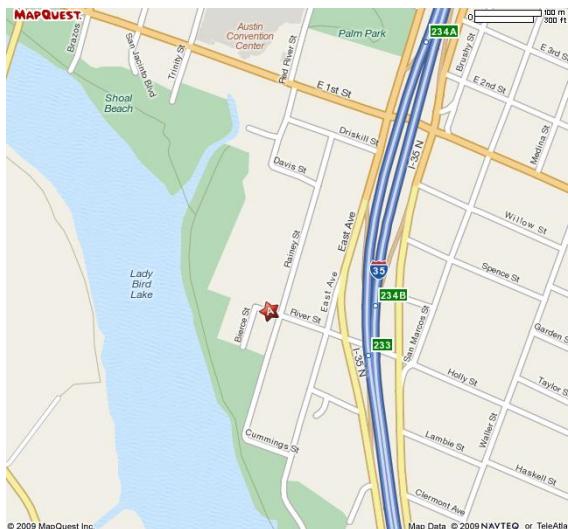 MAPQUEST
Brazos
San Jacinto Blvd
Trinity St
Austin
Convention
Center
Red River St
Palm Park
234A
0
100 m
300 ft
Brushy St
E 3rd St
E 2nd St
Medina St
Shoal
Beach
E 1st St
Driskill St
I-35 N
Davis St
Willow St
Rainey St
East Ave
East Ave
35
Spence St
Lady
Bird
Lake
234B
Bierce St
A
River St
San Marcos St
Garden St
233
I-35 N
Holly St
Taylor St
Waller St
Cummings St
Lambie St
Haskell St
Clermont Ave
© 2009 MapQuest Inc.
Map Data © 2009 NAVTEQ or TeleAtla